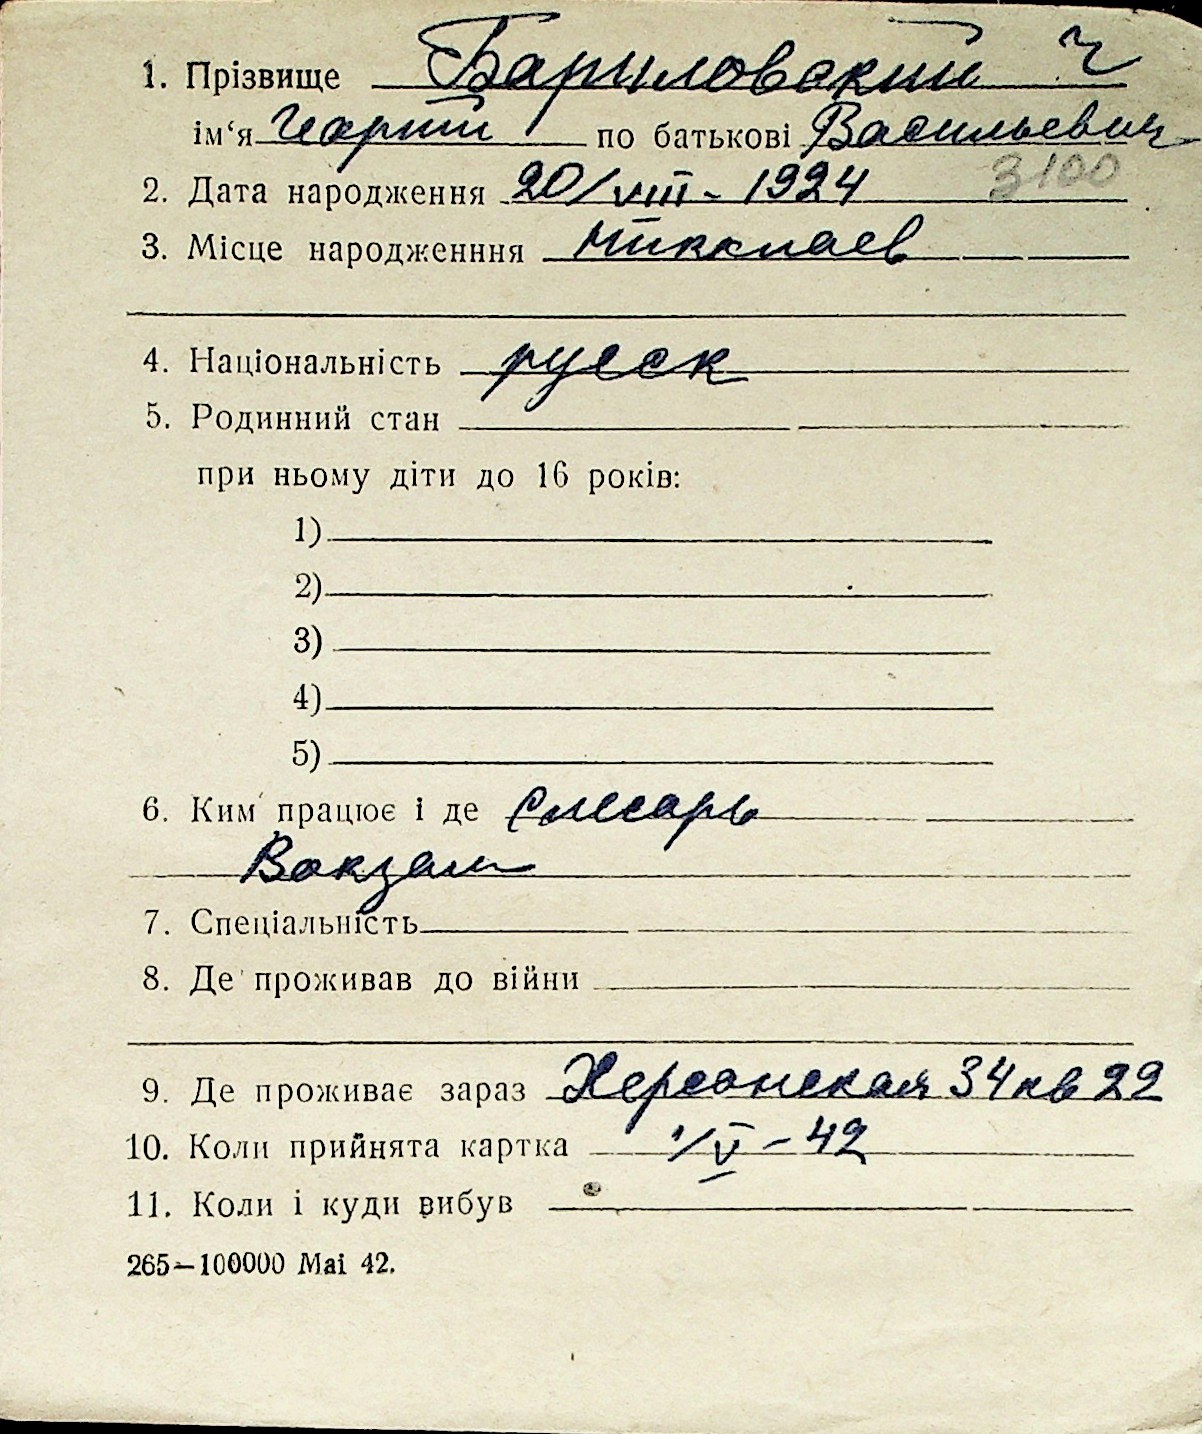 1. Прізвище Бариловский Ч
ім‘я Георгий по батькові Васильевич
3100
2. Дата народження 20/VIII - 1924
3. Місце народженння Николаев
4. Національність русск
5. Родинний стан
при ньому діти до 16 років:
1)
2)
3)
4)
5)
6. Ким працює і де Слесарь
Вокзал
7. Спеціальність
8. Де проживав до війни
9. Де проживає зараз Херсонская 34 кв 22
10. Коли прийнята картка 1/V - 42
11. Коли і куди вибув
265—100000 Mai 42.